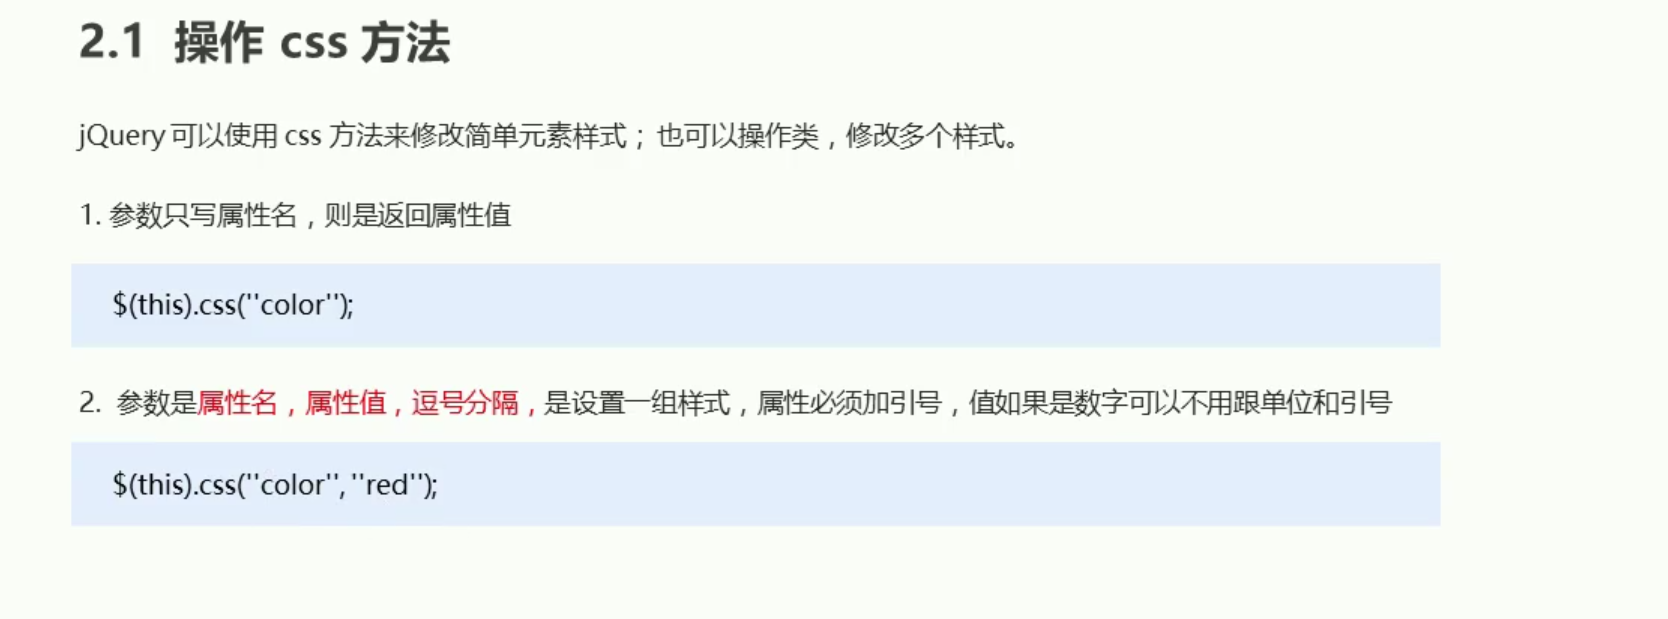 2.1 操作 css 方法
jQuery 可以使用 css 方法来修改简单元素样式； 也可以操作类，修改多个样式。
1. 参数只写属性名，则是返回属性值
$(this).css(''color'');
2. 参数是属性名，属性值，逗号分隔，是设置一组样式，属性必须加引号，值如果是数字可以不用跟单位和引号
$(this).css(''color'', ''red'');